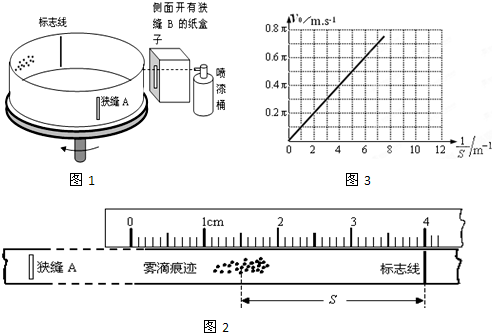 侧面开有狭
缝 B 的纸盒
子
标志线
狭缝 A
喷
漆
桶
图 1
V₀/m.s⁻¹
0.8π
0.6π
0.4π
0.2π
0
0 2 4 6 8 10 12
1/S /m⁻¹
图 3
0 1cm 2 3 4
狭缝 A 雾滴痕迹 标志线
S
图 2